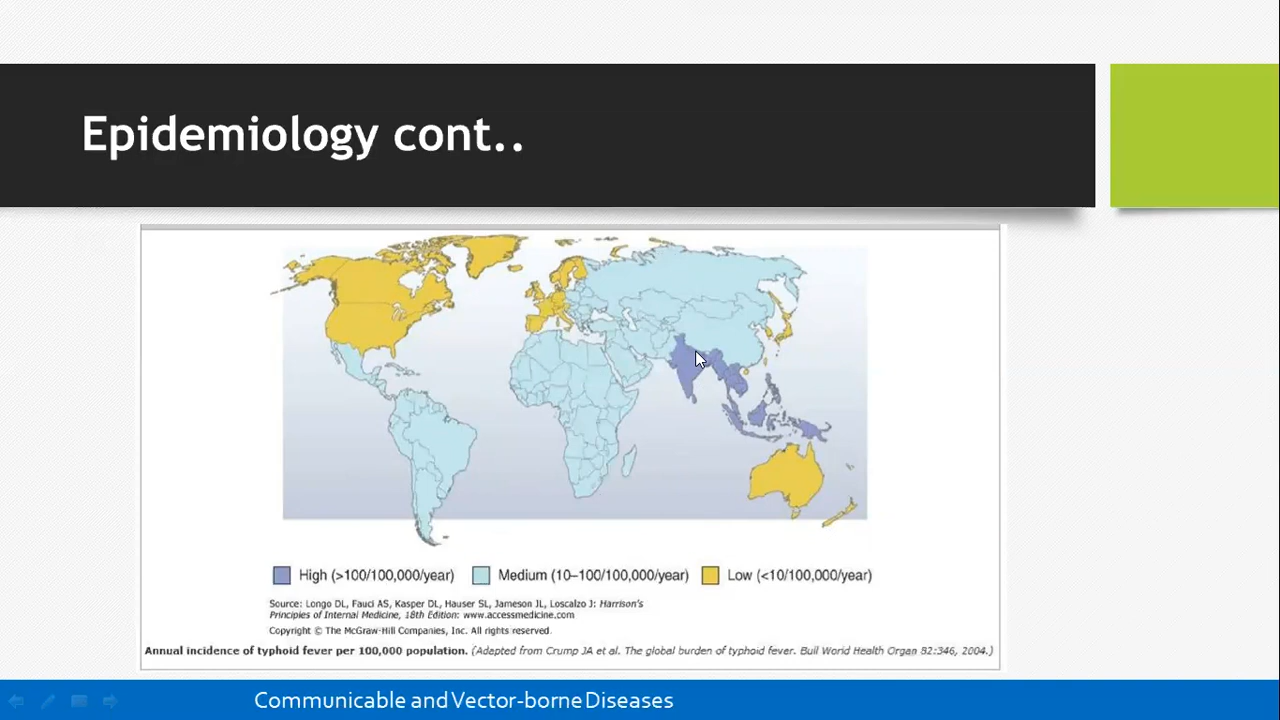 Epidemiology cont..
High (>100/100,000/year) Medium (10–100/100,000/year) Low (<10/100,000/year)
Source: Longo DL, Fauci AS, Kasper DL, Hauser SL, Jameson JL, Loscalzo J: Harrison's
Principles of Internal Medicine, 18th Edition: www.accessmedicine.com
Copyright © The McGraw-Hill Companies, Inc. All rights reserved.
Annual incidence of typhoid fever per 100,000 population. (Adapted from Crump JA et al. The global burden of typhoid fever. Bull World Health Organ 82:346, 2004.)
Communicable and Vector-borne Diseases